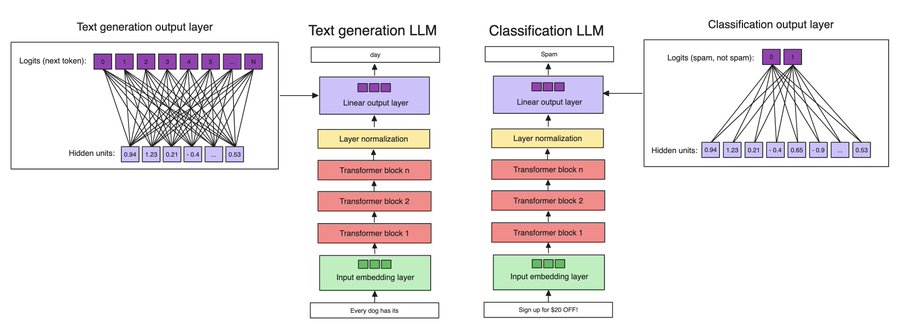 Text generation output layer
Logits (next token):
0 1 2 3 4 5 ... N
Hidden units:
0.94 1.23 0.21 - 0.4 ... 0.53
Text generation LLM
day
Linear output layer
Layer normalization
Transformer block n
Transformer block 2
Transformer block 1
Input embedding layer
Every dog has its
Classification LLM
Spam
Linear output layer
Layer normalization
Transformer block n
Transformer block 2
Transformer block 1
Input embedding layer
Sign up for $20 OFF!
Classification output layer
Logits (spam, not spam):
0 1
Hidden units:
0.94 1.23 0.21 - 0.4 0.65 - 0.9 ... 0.53